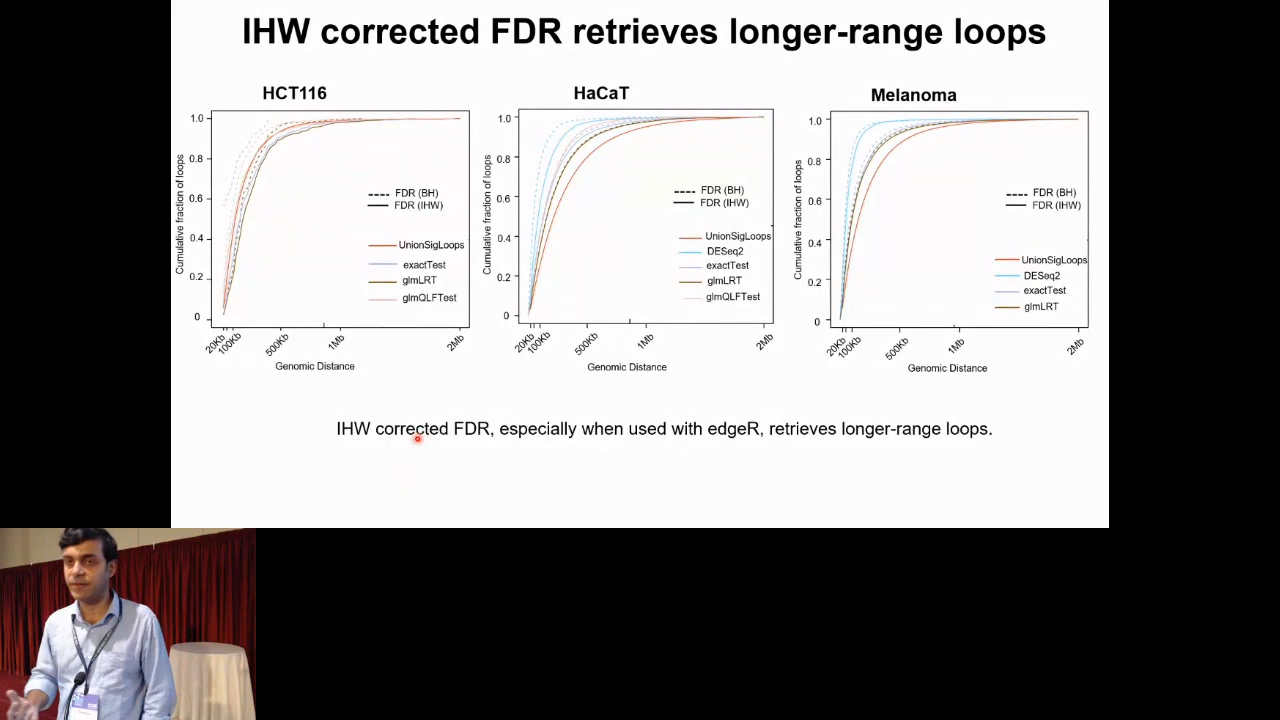 IHW corrected FDR retrieves longer-range loops
HCT116
Cumulative fraction of loops
1.0
0.8
0.6
0.4
0.2
0
FDR (BH)
FDR (IHW)
UnionSigLoops
exactTest
glmLRT
glmQLFTest
20Kb
100Kb
500Kb
1Mb
2Mb
Genomic Distance
HaCaT
Cumulative fraction of loops
1.0
0.8
0.6
0.4
0.2
0
FDR (BH)
FDR (IHW)
UnionSigLoops
DESeq2
exactTest
glmLRT
glmQLFTest
20Kb
100Kb
500Kb
1Mb
2Mb
Genomic Distance
Melanoma
Cumulative fraction of loops
1.0
0.8
0.6
0.4
0.2
0
FDR (BH)
FDR (IHW)
UnionSigLoops
DESeq2
exactTest
glmLRT
20Kb
100Kb
500Kb
1Mb
2Mb
Genomic Distance
IHW corrected FDR, especially when used with edgeR, retrieves longer-range loops.